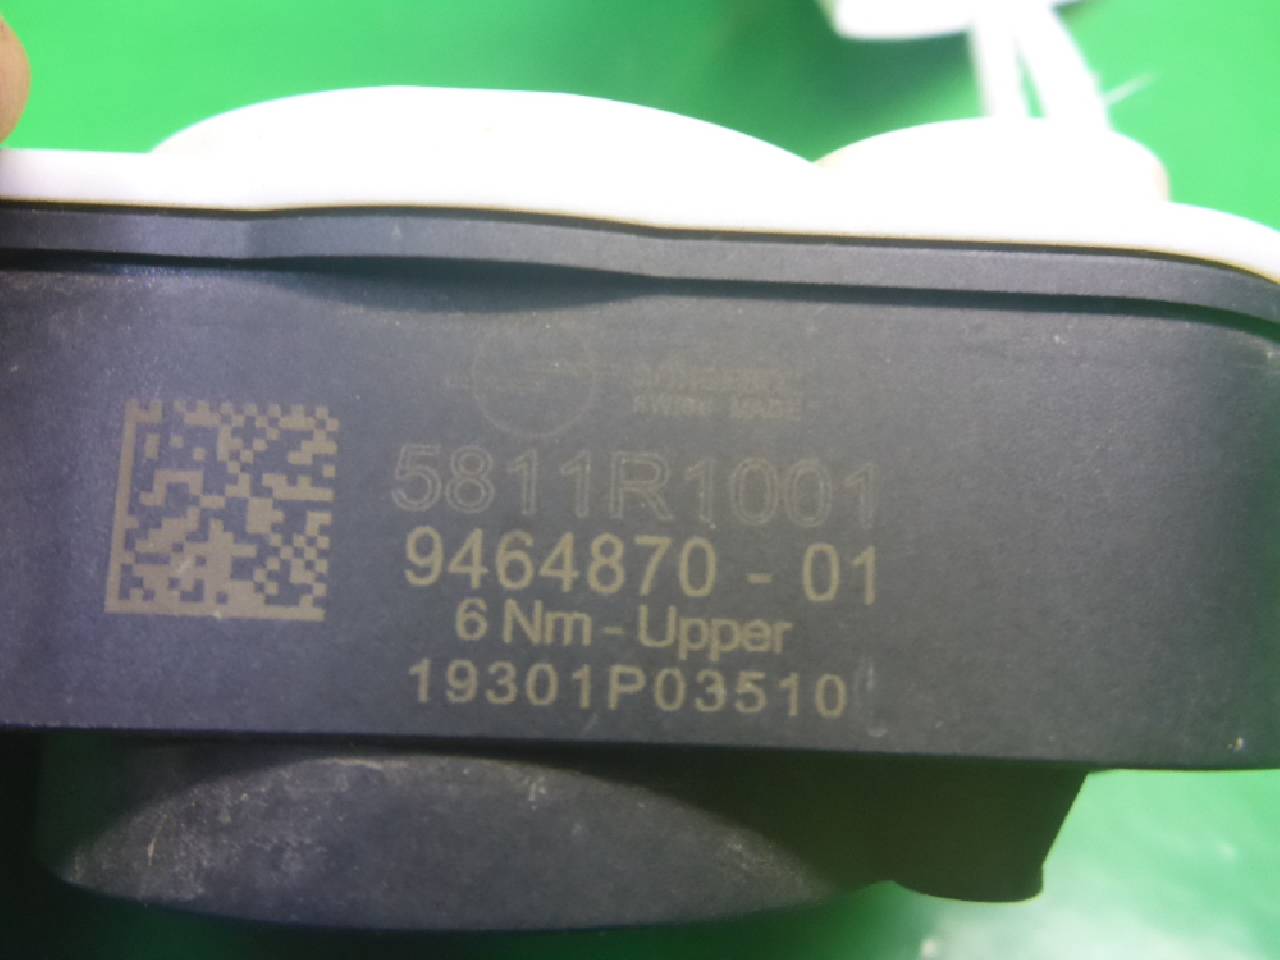 5811R1001
9464870 - 01
6 Nm - Upper
19301P03510